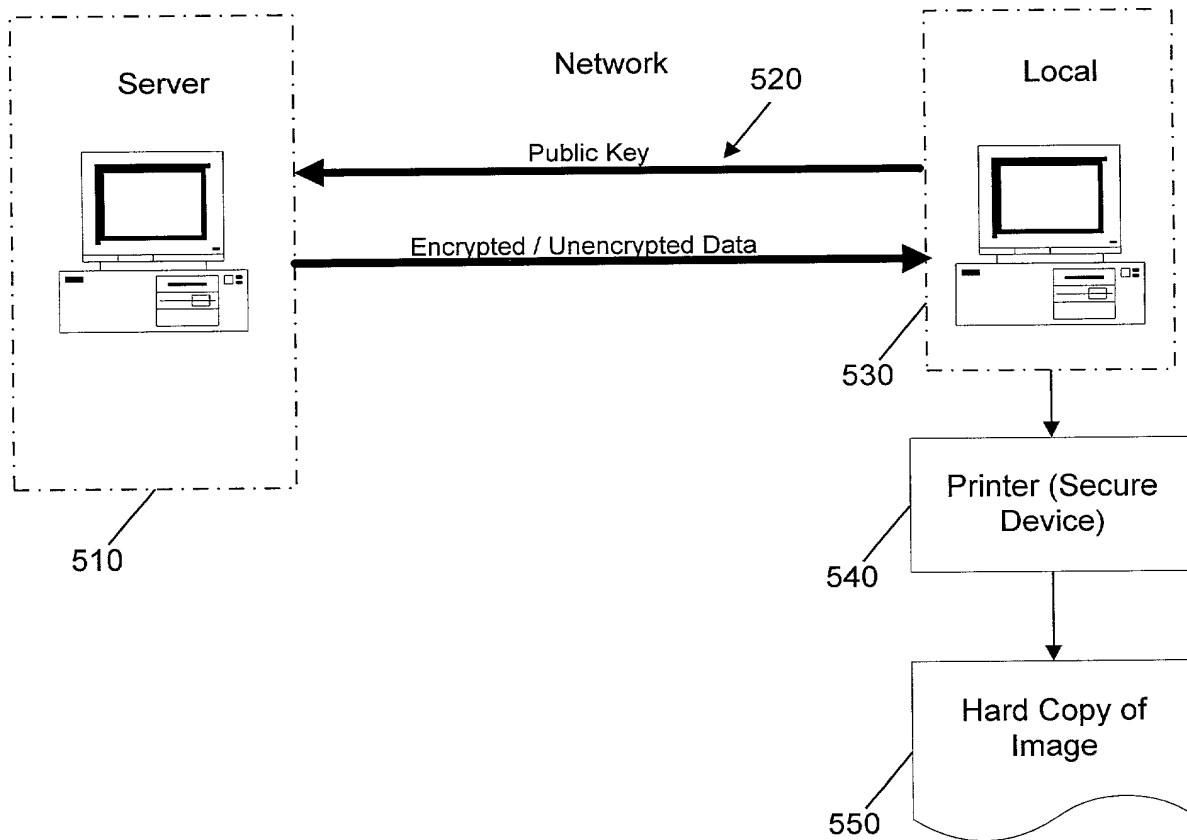 Server
Network
Local
520
Public Key
Encrypted / Unencrypted Data
530
510
Printer (Secure
Device)
540
Hard Copy of
Image
550